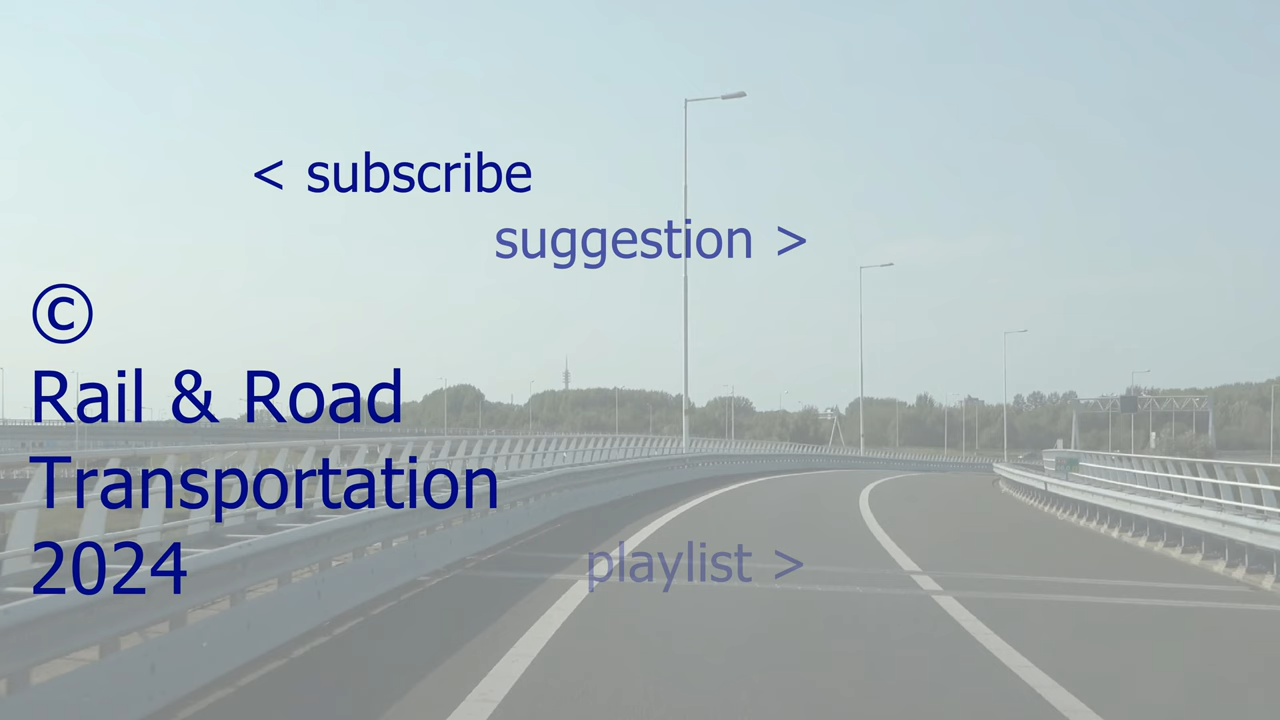 < subscribe
suggestion >
©
Rail & Road
Transportation
2024
playlist >